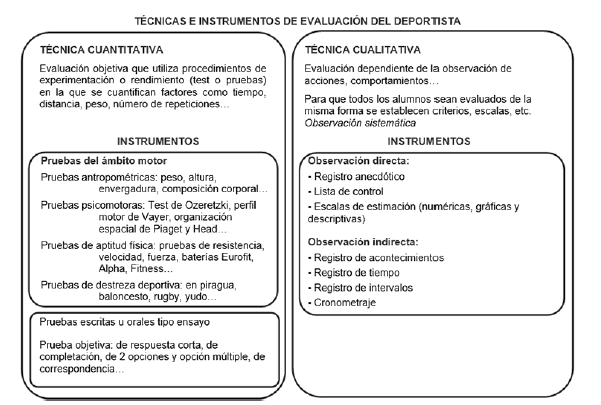 TÉCNICAS E INSTRUMENTOS DE EVALUACIÓN DEL DEPORTISTA
TÉCNICA CUANTITATIVA
Evaluación objetiva que utiliza procedimientos de
experimentación o rendimiento (test o pruebas)
en la que se cuantifican factores como tiempo,
distancia, peso, número de repeticiones…
INSTRUMENTOS
Pruebas del ámbito motor
Pruebas antropométricas: peso, altura,
envergadura, composición corporal…
Pruebas psicomotoras: Test de Ozeretzki, perfil
motor de Vayer, organización
espacial de Piaget y Head…
Pruebas de aptitud física: pruebas de resistencia,
velocidad, fuerza, baterías Eurofit,
Alpha, Fitness…
Pruebas de destreza deportiva: en piragua,
baloncesto, rugby, yudo…
Pruebas escritas u orales tipo ensayo
Prueba objetiva: de respuesta corta, de
completación, de 2 opciones y opción múltiple, de
correspondencia…
TÉCNICA CUALITATIVA
Evaluación dependiente de la observación de
acciones, comportamientos…
Para que todos los alumnos sean evaluados de la
misma forma se establecen criterios, escalas, etc.
Observación sistemática
INSTRUMENTOS
Observación directa:
- Registro anecdótico
- Lista de control
- Escalas de estimación (numéricas, gráficas y
descriptivas)
Observación indirecta:
- Registro de acontecimientos
- Registro de tiempo
- Registro de intervalos
- Cronometraje